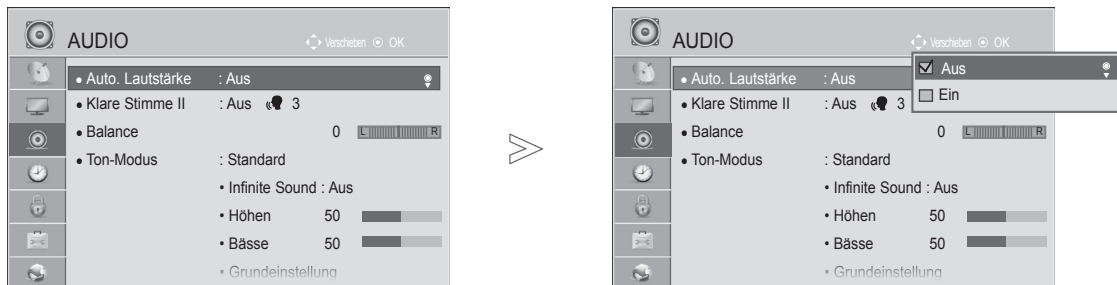 AUDIO
Verschieben OK
• Auto. Lautstärke : Aus
• Klare Stimme II : Aus 3
• Balance 0 L R
• Ton-Modus : Standard
• Infinite Sound : Aus
• Höhen 50
• Bässe 50
• Grundeinstellung
AUDIO
Verschieben OK
Aus
Ein
• Auto. Lautstärke : Aus
• Klare Stimme II : Aus 3
• Balance 0 L R
• Ton-Modus : Standard
• Infinite Sound : Aus
• Höhen 50
• Bässe 50
• Grundeinstellung